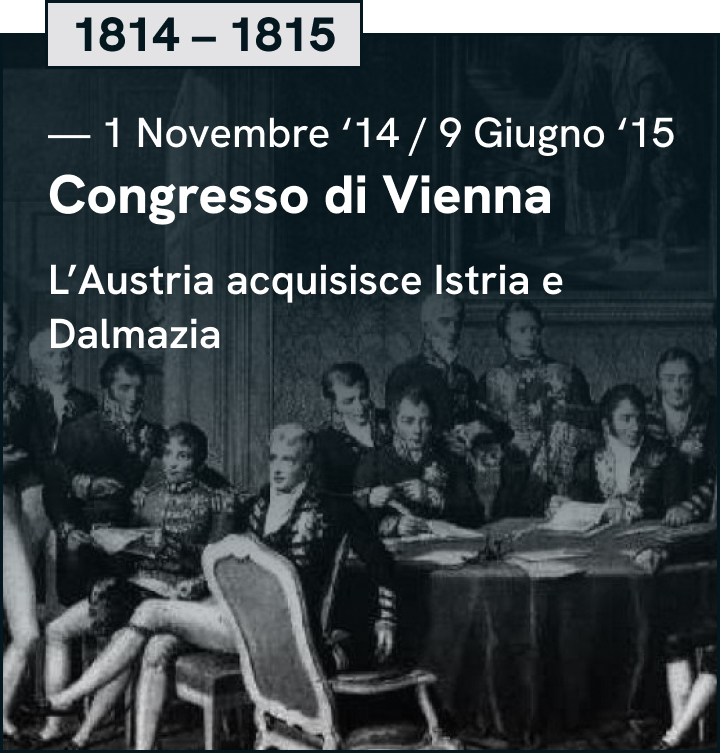 1814 – 1815
— 1 Novembre ‘14 / 9 Giugno ‘15
Congresso di Vienna
L’Austria acquisisce Istria e
Dalmazia